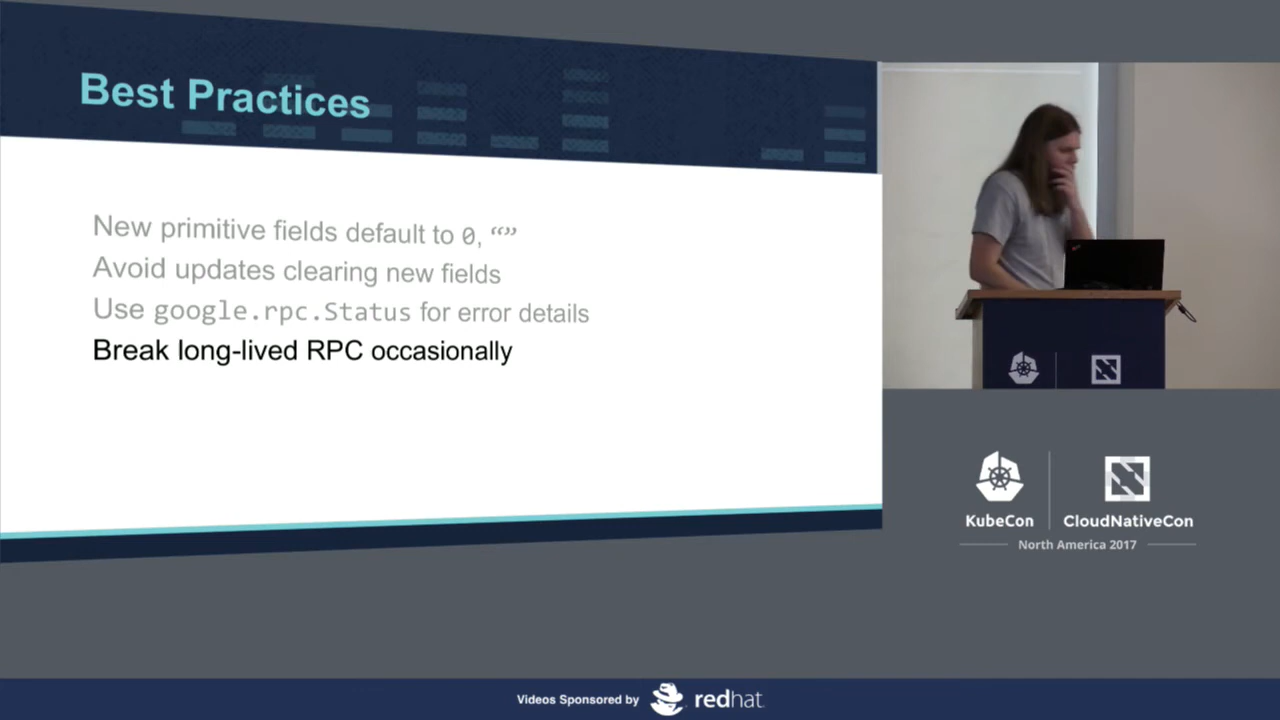 Best Practices
New primitive fields default to 0, “”
Avoid updates clearing new fields
Use google.rpc.Status for error details
Break long-lived RPC occasionally
KubeCon
CloudNativeCon
North America 2017
Videos Sponsored by
redhat